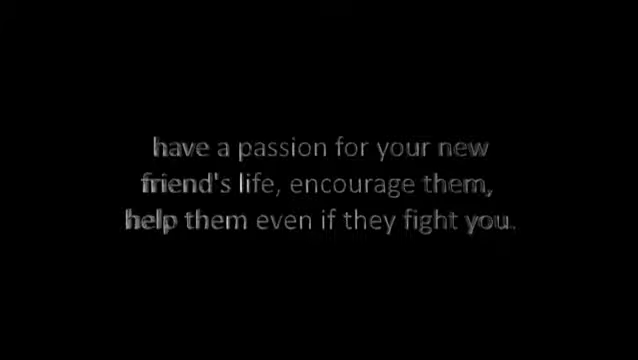 have a passion for your new
friend's life, encourage them,
help them even if they fight you.